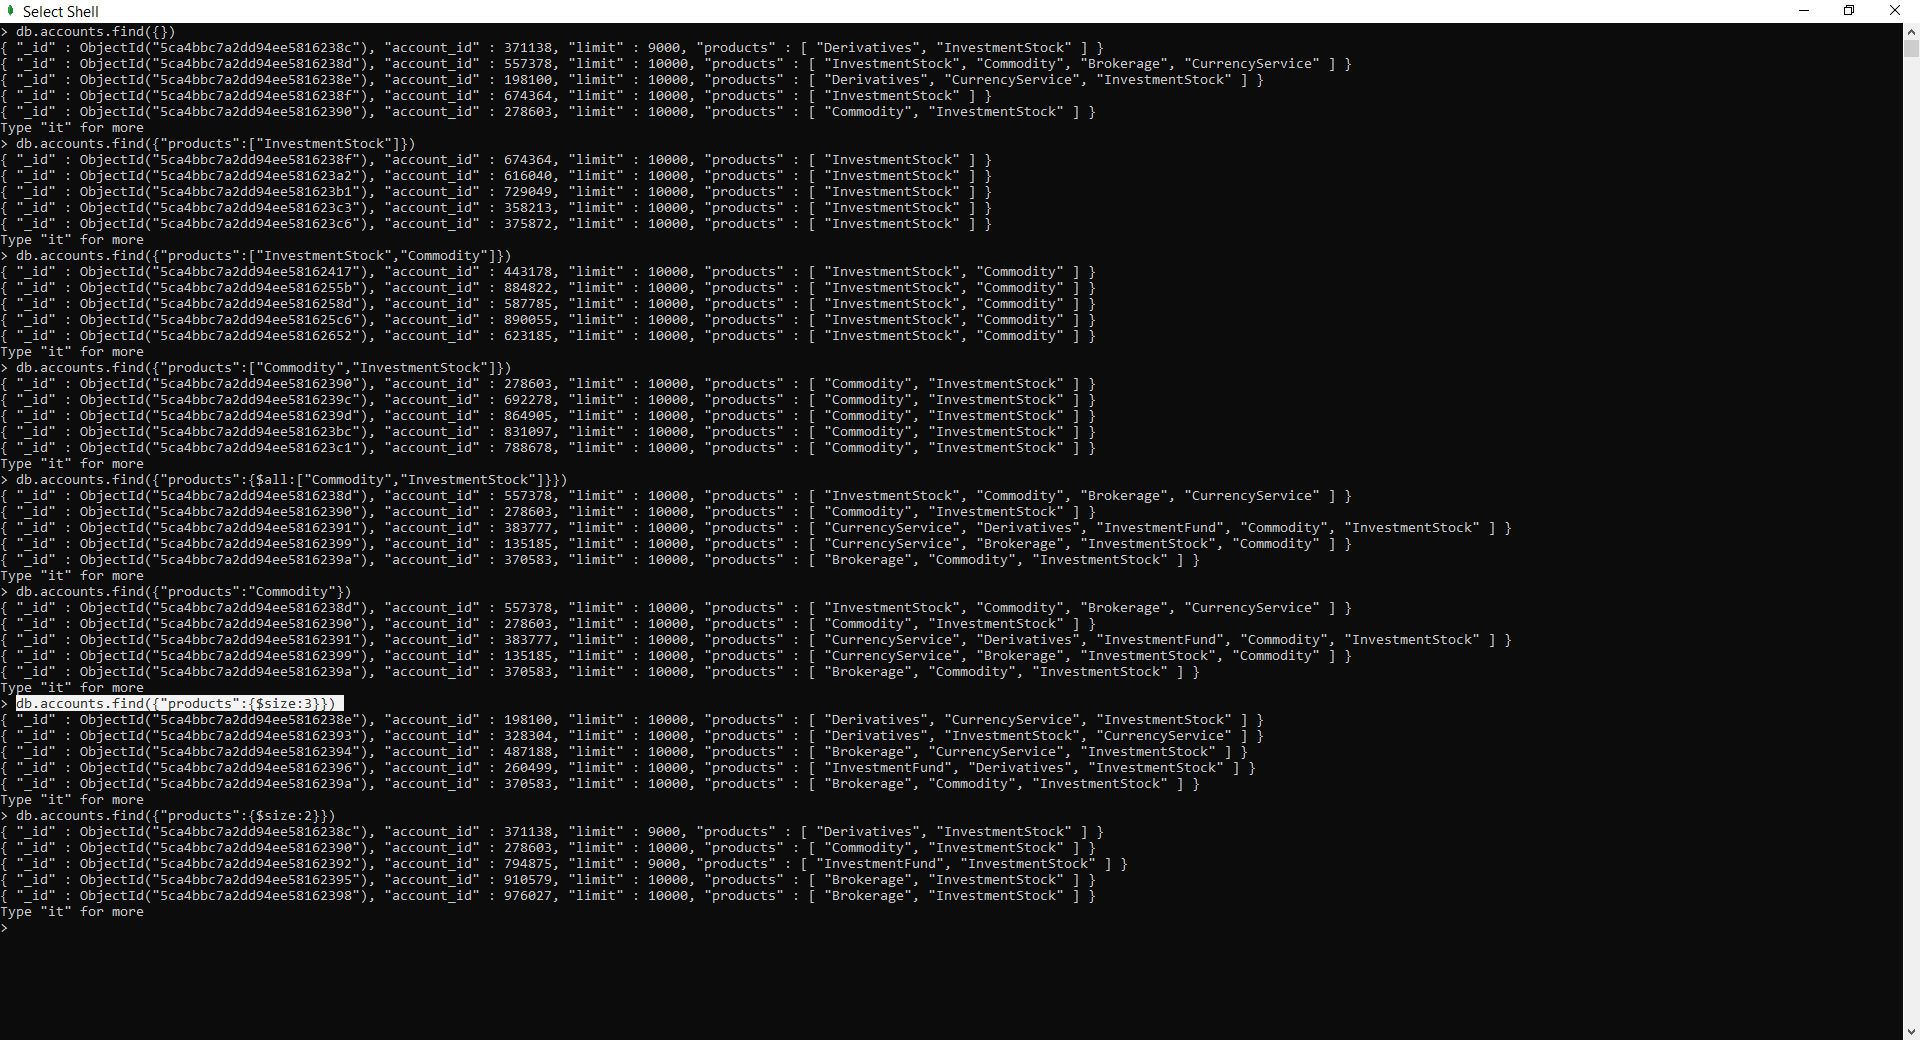 Select Shell
> db.accounts.find({})
{ "_id" : ObjectId("5ca4bbc7a2dd94ee5816238c"), "account_id" : 371138, "limit" : 9000, "products" : [ "Derivatives", "InvestmentStock" ] }
{ "_id" : ObjectId("5ca4bbc7a2dd94ee5816238d"), "account_id" : 557378, "limit" : 10000, "products" : [ "InvestmentStock", "Commodity", "Brokerage", "CurrencyService" ] }
{ "_id" : ObjectId("5ca4bbc7a2dd94ee5816238e"), "account_id" : 198100, "limit" : 10000, "products" : [ "Derivatives", "CurrencyService", "InvestmentStock" ] }
{ "_id" : ObjectId("5ca4bbc7a2dd94ee5816238f"), "account_id" : 674364, "limit" : 10000, "products" : [ "InvestmentStock" ] }
{ "_id" : ObjectId("5ca4bbc7a2dd94ee58162390"), "account_id" : 278603, "limit" : 10000, "products" : [ "Commodity", "InvestmentStock" ] }
Type "it" for more
> db.accounts.find({"products":["InvestmentStock"]})
{ "_id" : ObjectId("5ca4bbc7a2dd94ee5816238f"), "account_id" : 674364, "limit" : 10000, "products" : [ "InvestmentStock" ] }
{ "_id" : ObjectId("5ca4bbc7a2dd94ee581623a2"), "account_id" : 616040, "limit" : 10000, "products" : [ "InvestmentStock" ] }
{ "_id" : ObjectId("5ca4bbc7a2dd94ee581623b1"), "account_id" : 729049, "limit" : 10000, "products" : [ "InvestmentStock" ] }
{ "_id" : ObjectId("5ca4bbc7a2dd94ee581623c3"), "account_id" : 358213, "limit" : 10000, "products" : [ "InvestmentStock" ] }
{ "_id" : ObjectId("5ca4bbc7a2dd94ee581623c6"), "account_id" : 375872, "limit" : 10000, "products" : [ "InvestmentStock" ] }
Type "it" for more
> db.accounts.find({"products":["InvestmentStock","Commodity"]})
{ "_id" : ObjectId("5ca4bbc7a2dd94ee58162417"), "account_id" : 443178, "limit" : 10000, "products" : [ "InvestmentStock", "Commodity" ] }
{ "_id" : ObjectId("5ca4bbc7a2dd94ee5816255b"), "account_id" : 884822, "limit" : 10000, "products" : [ "InvestmentStock", "Commodity" ] }
{ "_id" : ObjectId("5ca4bbc7a2dd94ee5816258d"), "account_id" : 587785, "limit" : 10000, "products" : [ "InvestmentStock", "Commodity" ] }
{ "_id" : ObjectId("5ca4bbc7a2dd94ee581625c6"), "account_id" : 890055, "limit" : 10000, "products" : [ "InvestmentStock", "Commodity" ] }
{ "_id" : ObjectId("5ca4bbc7a2dd94ee58162652"), "account_id" : 623185, "limit" : 10000, "products" : [ "InvestmentStock", "Commodity" ] }
Type "it" for more
> db.accounts.find({"products":["Commodity","InvestmentStock"]})
{ "_id" : ObjectId("5ca4bbc7a2dd94ee58162390"), "account_id" : 278603, "limit" : 10000, "products" : [ "Commodity", "InvestmentStock" ] }
{ "_id" : ObjectId("5ca4bbc7a2dd94ee5816239c"), "account_id" : 692278, "limit" : 10000, "products" : [ "Commodity", "InvestmentStock" ] }
{ "_id" : ObjectId("5ca4bbc7a2dd94ee5816239d"), "account_id" : 864905, "limit" : 10000, "products" : [ "Commodity", "InvestmentStock" ] }
{ "_id" : ObjectId("5ca4bbc7a2dd94ee581623bc"), "account_id" : 831097, "limit" : 10000, "products" : [ "Commodity", "InvestmentStock" ] }
{ "_id" : ObjectId("5ca4bbc7a2dd94ee581623c1"), "account_id" : 788678, "limit" : 10000, "products" : [ "Commodity", "InvestmentStock" ] }
Type "it" for more
> db.accounts.find({"products":{$all:["Commodity","InvestmentStock"]}})
{ "_id" : ObjectId("5ca4bbc7a2dd94ee5816238d"), "account_id" : 557378, "limit" : 10000, "products" : [ "InvestmentStock", "Commodity", "Brokerage", "CurrencyService" ] }
{ "_id" : ObjectId("5ca4bbc7a2dd94ee58162390"), "account_id" : 278603, "limit" : 10000, "products" : [ "Commodity", "InvestmentStock" ] }
{ "_id" : ObjectId("5ca4bbc7a2dd94ee58162391"), "account_id" : 383777, "limit" : 10000, "products" : [ "CurrencyService", "Derivatives", "InvestmentFund", "Commodity", "InvestmentStock" ] }
{ "_id" : ObjectId("5ca4bbc7a2dd94ee58162399"), "account_id" : 135185, "limit" : 10000, "products" : [ "CurrencyService", "Brokerage", "InvestmentStock", "Commodity" ] }
{ "_id" : ObjectId("5ca4bbc7a2dd94ee5816239a"), "account_id" : 370583, "limit" : 10000, "products" : [ "Brokerage", "Commodity", "InvestmentStock" ] }
Type "it" for more
> db.accounts.find({"products":"Commodity"})
{ "_id" : ObjectId("5ca4bbc7a2dd94ee5816238d"), "account_id" : 557378, "limit" : 10000, "products" : [ "InvestmentStock", "Commodity", "Brokerage", "CurrencyService" ] }
{ "_id" : ObjectId("5ca4bbc7a2dd94ee58162390"), "account_id" : 278603, "limit" : 10000, "products" : [ "Commodity", "InvestmentStock" ] }
{ "_id" : ObjectId("5ca4bbc7a2dd94ee58162391"), "account_id" : 383777, "limit" : 10000, "products" : [ "CurrencyService", "Derivatives", "InvestmentFund", "Commodity", "InvestmentStock" ] }
{ "_id" : ObjectId("5ca4bbc7a2dd94ee58162399"), "account_id" : 135185, "limit" : 10000, "products" : [ "CurrencyService", "Brokerage", "InvestmentStock", "Commodity" ] }
{ "_id" : ObjectId("5ca4bbc7a2dd94ee5816239a"), "account_id" : 370583, "limit" : 10000, "products" : [ "Brokerage", "Commodity", "InvestmentStock" ] }
Type "it" for more
> db.accounts.find({"products":{$size:3}})
{ "_id" : ObjectId("5ca4bbc7a2dd94ee5816238e"), "account_id" : 198100, "limit" : 10000, "products" : [ "Derivatives", "CurrencyService", "InvestmentStock" ] }
{ "_id" : ObjectId("5ca4bbc7a2dd94ee58162393"), "account_id" : 328304, "limit" : 10000, "products" : [ "Derivatives", "InvestmentStock", "CurrencyService" ] }
{ "_id" : ObjectId("5ca4bbc7a2dd94ee58162394"), "account_id" : 487188, "limit" : 10000, "products" : [ "Brokerage", "CurrencyService", "InvestmentStock" ] }
{ "_id" : ObjectId("5ca4bbc7a2dd94ee58162396"), "account_id" : 260499, "limit" : 10000, "products" : [ "InvestmentFund", "Derivatives", "InvestmentStock" ] }
{ "_id" : ObjectId("5ca4bbc7a2dd94ee5816239a"), "account_id" : 370583, "limit" : 10000, "products" : [ "Brokerage", "Commodity", "InvestmentStock" ] }
Type "it" for more
> db.accounts.find({"products":{$size:2}})
{ "_id" : ObjectId("5ca4bbc7a2dd94ee5816238c"), "account_id" : 371138, "limit" : 9000, "products" : [ "Derivatives", "InvestmentStock" ] }
{ "_id" : ObjectId("5ca4bbc7a2dd94ee58162390"), "account_id" : 278603, "limit" : 10000, "products" : [ "Commodity", "InvestmentStock" ] }
{ "_id" : ObjectId("5ca4bbc7a2dd94ee58162392"), "account_id" : 794875, "limit" : 9000, "products" : [ "InvestmentFund", "InvestmentStock" ] }
{ "_id" : ObjectId("5ca4bbc7a2dd94ee58162395"), "account_id" : 910579, "limit" : 10000, "products" : [ "Brokerage", "InvestmentStock" ] }
{ "_id" : ObjectId("5ca4bbc7a2dd94ee58162398"), "account_id" : 976027, "limit" : 10000, "products" : [ "Brokerage", "InvestmentStock" ] }
Type "it" for more
>